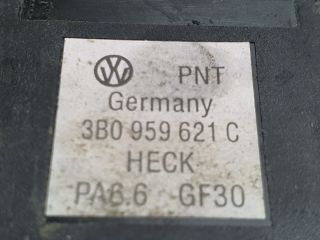 PNT
Germany
3B0 959 621 C
HECK
PA6.6 GF30